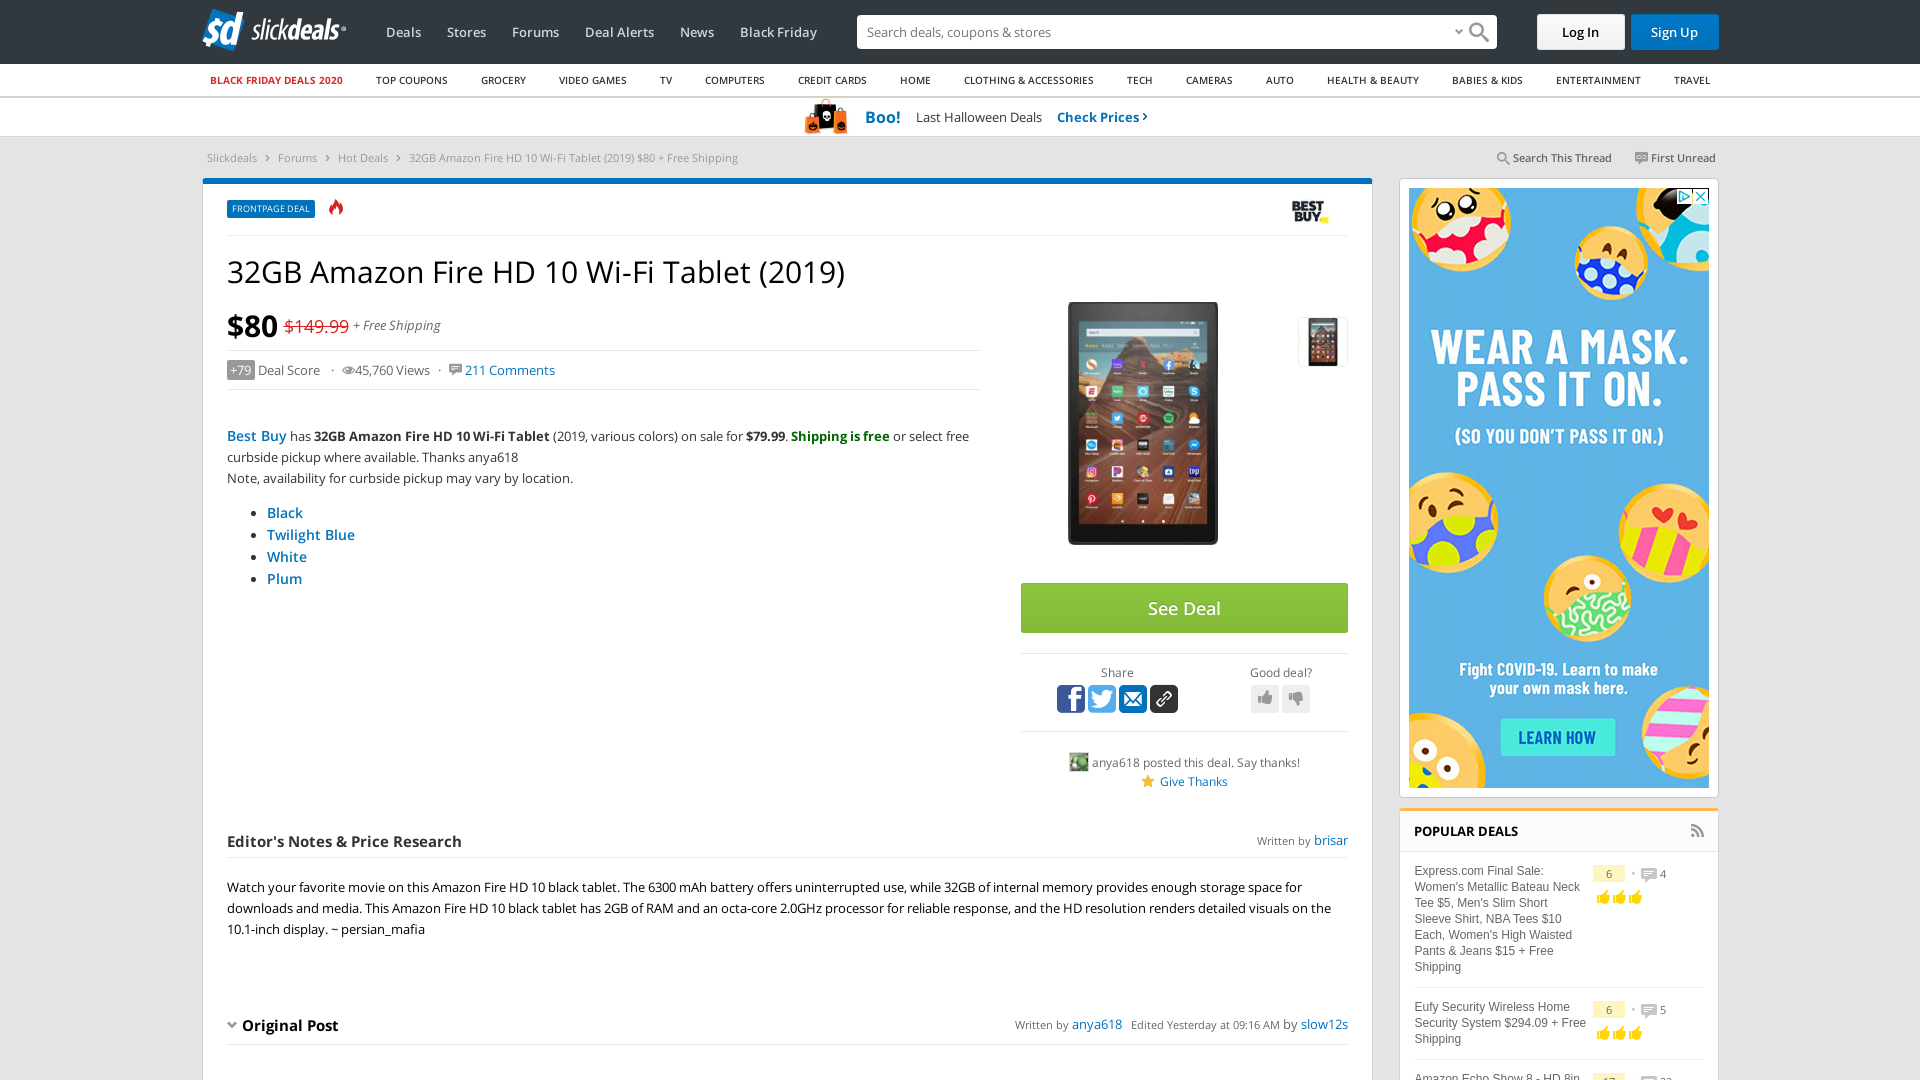 sd slickdeals
Deals
Stores
Forums
Deal Alerts
News
Black Friday
Search deals, coupons & stores
Log In
Sign Up
BLACK FRIDAY DEALS 2020
TOP COUPONS
GROCERY
VIDEO GAMES
TV
COMPUTERS
CREDIT CARDS
HOME
CLOTHING & ACCESSORIES
TECH
CAMERAS
AUTO
HEALTH & BEAUTY
BABIES & KIDS
ENTERTAINMENT
TRAVEL
Boo! Last Halloween Deals Check Prices
Slickdeals > Forums > Hot Deals > 32GB Amazon Fire HD 10 Wi-Fi Tablet (2019) $80 + Free Shipping
Search This Thread
First Unread
FRONTPAGE DEAL
BEST
BUY
32GB Amazon Fire HD 10 Wi-Fi Tablet (2019)
$80 $149.99 + Free Shipping
+79 Deal Score · 45,760 Views · 211 Comments
Best Buy has 32GB Amazon Fire HD 10 Wi-Fi Tablet (2019, various colors) on sale for $79.99. Shipping is free or select free
curbside pickup where available. Thanks anya618
Note, availability for curbside pickup may vary by location.
Black
Twilight Blue
White
Plum
See Deal
Share
Good deal?
anya618 posted this deal. Say thanks!
Give Thanks
Editor's Notes & Price Research
Written by brisar
Watch your favorite movie on this Amazon Fire HD 10 black tablet. The 6300 mAh battery offers uninterrupted use, while 32GB of internal memory provides enough storage space for
downloads and media. This Amazon Fire HD 10 black tablet has 2GB of RAM and an octa-core 2.0GHz processor for reliable response, and the HD resolution renders detailed visuals on the
10.1-inch display. ~ persian_mafia
Original Post
Written by anya618 Edited Yesterday at 09:16 AM by slow12s
WEAR A MASK.
PASS IT ON.
(SO YOU DON'T PASS IT ON.)
Fight COVID-19. Learn to make
your own mask here.
LEARN HOW
POPULAR DEALS
Express.com Final Sale:
Women's Metallic Bateau Neck
Tee $5, Men's Slim Short
Sleeve Shirt, NBA Tees $10
Each, Women's High Waisted
Pants & Jeans $15 + Free
Shipping
6 · 4
Eufy Security Wireless Home
Security System $294.09 + Free
Shipping
6 · 5
Amazon Echo Show 8 - HD 8in